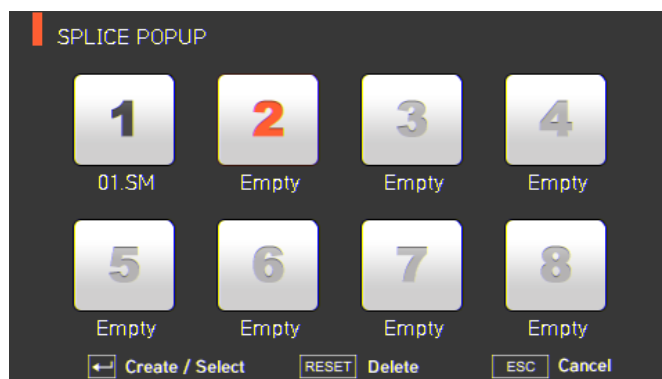 SPLICE POPUP
1 2 3 4
01.SM Empty Empty Empty
5 6 7 8
Empty Empty Empty Empty
Create / Select RESET Delete ESC Cancel